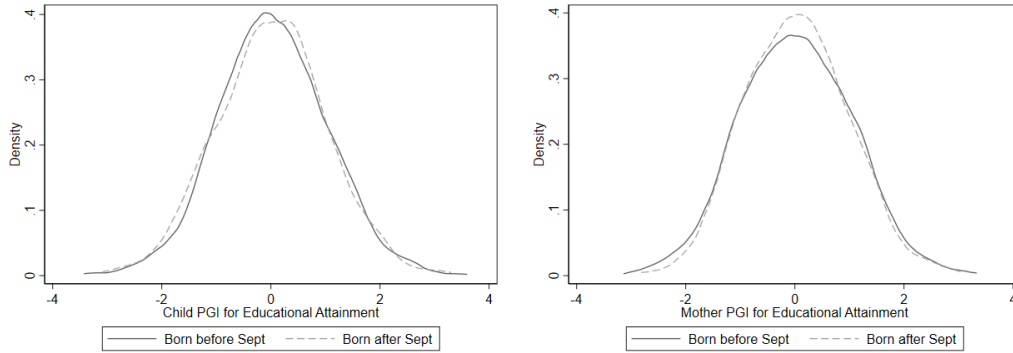 .4
.3
.2
.1
0
Density
-4 -2 0 2 4
Child PGI for Educational Attainment
Born before Sept Born after Sept
.4
.3
.2
.1
0
Density
-4 -2 0 2 4
Mother PGI for Educational Attainment
Born before Sept Born after Sept